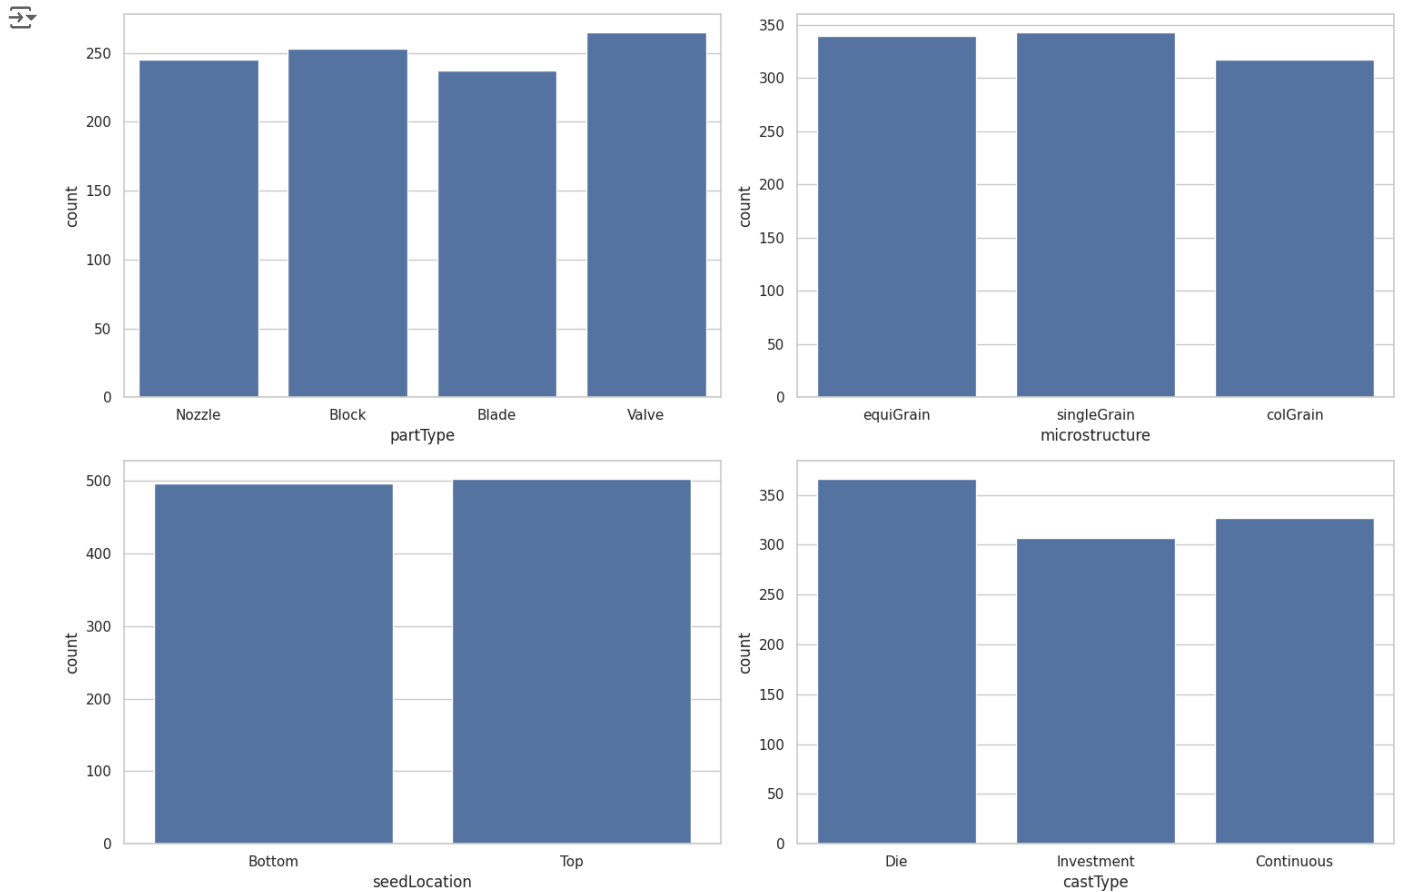 250
200
150
100
50
0
count
Nozzle Block Blade Valve
partType
350
300
250
200
150
100
50
0
count
equiGrain singleGrain colGrain
microstructure
500
400
300
200
100
0
count
Bottom Top
seedLocation
350
300
250
200
150
100
50
0
count
Die Investment Continuous
castType